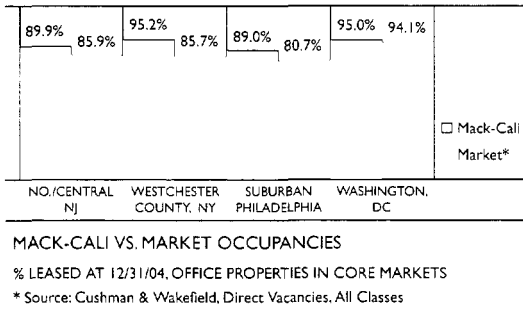 89.9% 85.9% 95.2% 85.7% 89.0% 80.7% 95.0% 94.1%
☐ Mack-Cali
Market*
NO./CENTRAL NJ
WESTCHESTER COUNTY, NY
SUBURBAN PHILADELPHIA
WASHINGTON, DC
MACK-CALI VS. MARKET OCCUPANCIES
% LEASED AT 12/31/04, OFFICE PROPERTIES IN CORE MARKETS
* Source: Cushman & Wakefield, Direct Vacancies, All Classes